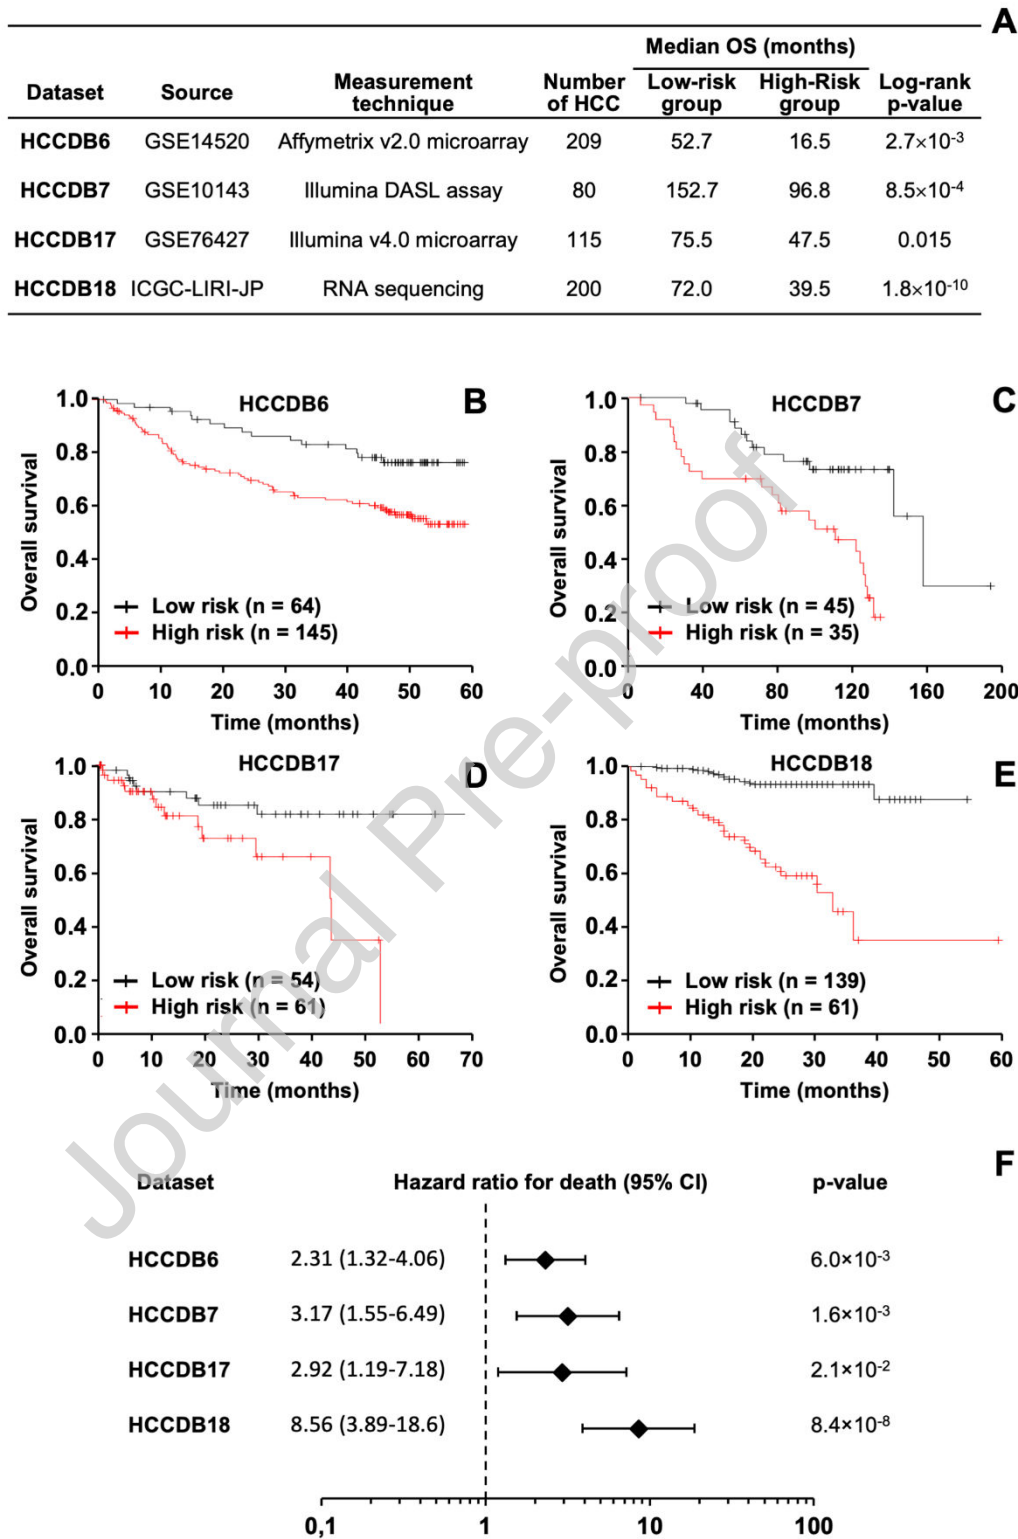 A
Median OS (months)
Dataset Source Measurement technique Number of HCC Low-risk group High-Risk group Log-rank p-value
HCCDB6 GSE14520 Affymetrix v2.0 microarray 209 52.7 16.5 2.7×10-3
HCCDB7 GSE10143 Illumina DASL assay 80 152.7 96.8 8.5×10-4
HCCDB17 GSE76427 Illumina v4.0 microarray 115 75.5 47.5 0.015
HCCDB18 ICGC-LIRI-JP RNA sequencing 200 72.0 39.5 1.8×10-10
B
HCCDB6
Overall survival
1.0
0.8
0.6
0.4
0.2
0.0
Low risk (n = 64)
High risk (n = 145)
0 10 20 30 40 50 60
Time (months)
C
HCCDB7
Overall survival
1.0
0.8
0.6
0.4
0.2
0.0
Low risk (n = 45)
High risk (n = 35)
0 40 80 120 160 200
Time (months)
D
HCCDB17
Overall survival
1.0
0.8
0.6
0.4
0.2
0.0
Low risk (n = 54)
High risk (n = 61)
0 10 20 30 40 50 60 70
Time (months)
E
HCCDB18
Overall survival
1.0
0.8
0.6
0.4
0.2
0.0
Low risk (n = 139)
High risk (n = 61)
0 10 20 30 40 50 60
Time (months)
F
Dataset Hazard ratio for death (95% CI) p-value
HCCDB6 2.31 (1.32-4.06) 6.0×10-3
HCCDB7 3.17 (1.55-6.49) 1.6×10-3
HCCDB17 2.92 (1.19-7.18) 2.1×10-2
HCCDB18 8.56 (3.89-18.6) 8.4×10-8
0,1 1 10 100
Journal Pre-proof